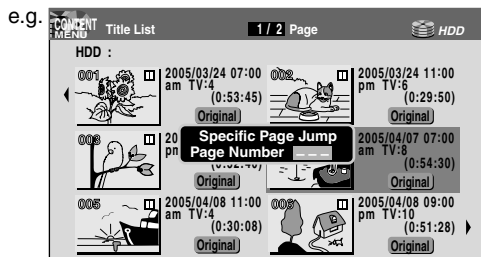 e.g.
CONTENT MENU Title List 1 / 2 Page HDD
HDD :
001 2005/03/24 07:00 am TV:4 (0:53:45) Original
002 2005/03/24 11:00 pm TV:6 (0:29:50) Original
003 20 pm Original
Specific Page Jump
Page Number _ _ _
2005/04/07 07:00 am TV:8 (0:54:30) Original
005 2005/04/08 11:00 am TV:4 (0:30:08) Original
006 2005/04/08 09:00 pm TV:10 (0:51:28) Original